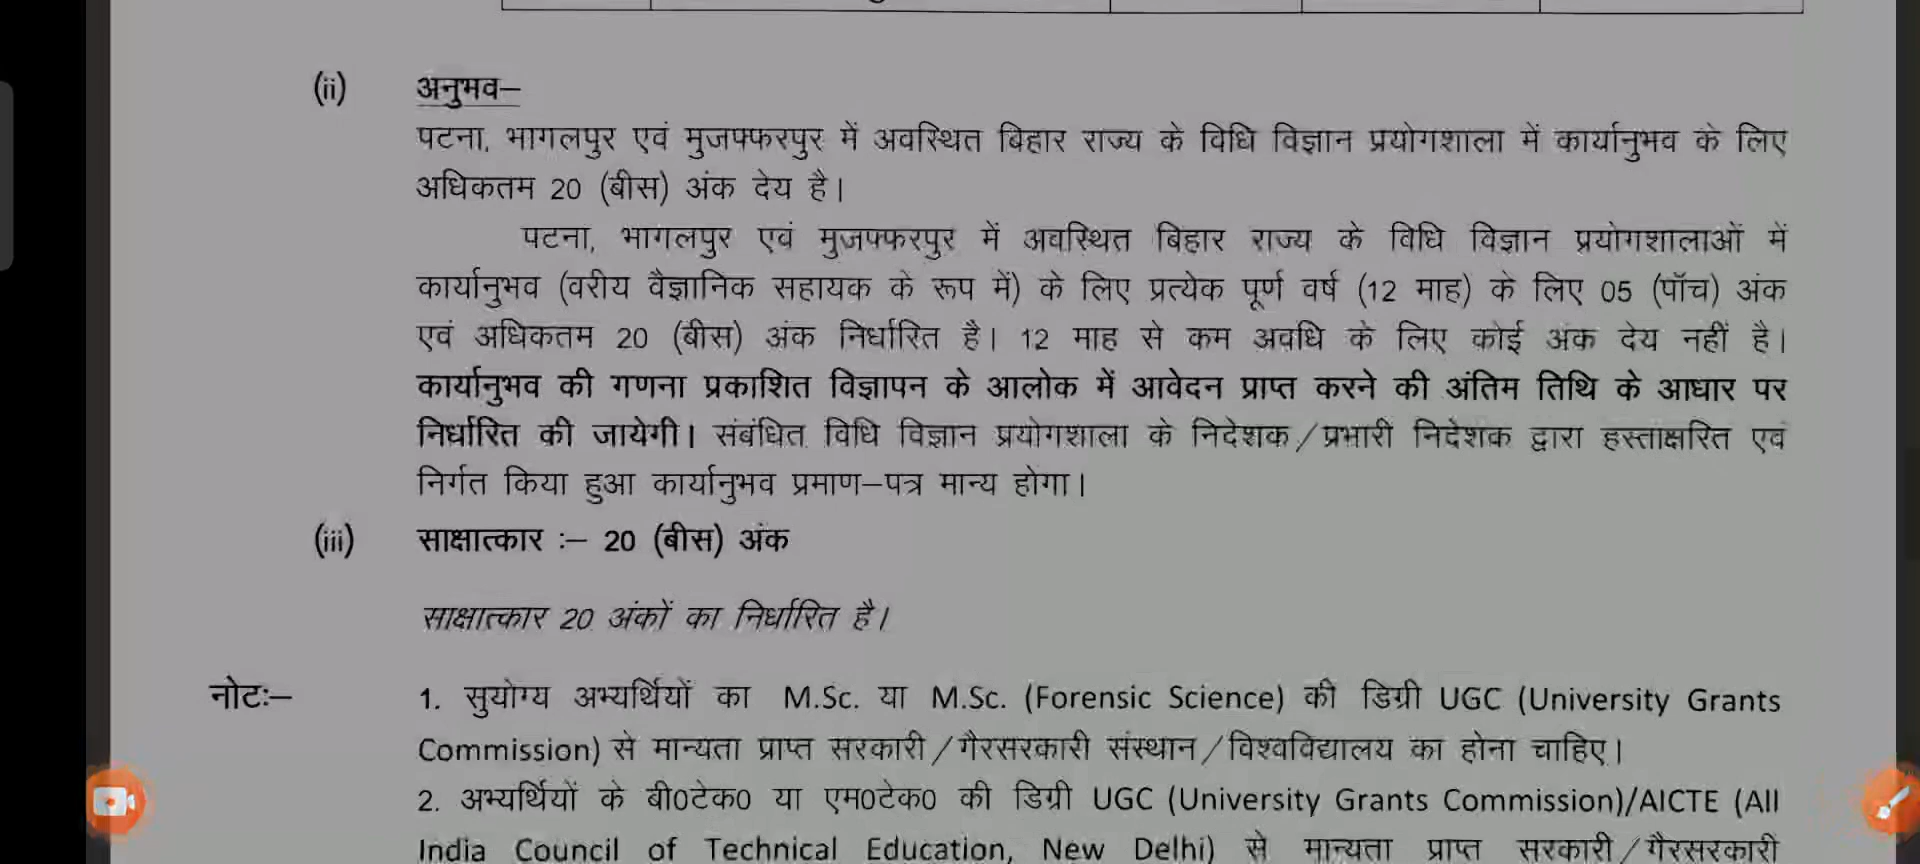 (ii) अनुभव–
पटना, भागलपुर एवं मुजफ्फरपुर में अवस्थित बिहार राज्य के विधि विज्ञान प्रयोगशाला में कार्यानुभव के लिए
अधिकतम 20 (बीस) अंक देय है।
पटना, भागलपुर एवं मुजफ्फरपुर में अवस्थित बिहार राज्य के विधि विज्ञान प्रयोगशालाओं में
कार्यानुभव (वरीय वैज्ञानिक सहायक के रूप में) के लिए प्रत्येक पूर्ण वर्ष (12 माह) के लिए 05 (पॉच) अंक
एवं अधिकतम 20 (बीस) अंक निर्धारित है। 12 माह से कम अवधि के लिए कोई अंक देय नहीं है।
कार्यानुभव की गणना प्रकाशित विज्ञापन के आलोक में आवेदन प्राप्त करने की अंतिम तिथि के आधार पर
निर्धारित की जायेगी। संबंधित विधि विज्ञान प्रयोगशाला के निदेशक/प्रभारी निदेशक द्वारा हस्ताक्षरित एवं
निर्गत किया हुआ कार्यानुभव प्रमाण–पत्र मान्य होगा।
(iii) साक्षात्कार :– 20 (बीस) अंक
साक्षात्कार 20 अंकों का निर्धारित है।
नोटः– 1. सुयोग्य अभ्यर्थियों का M.Sc. या M.Sc. (Forensic Science) की डिग्री UGC (University Grants
Commission) से मान्यता प्राप्त सरकारी/गैरसरकारी संस्थान/विश्वविद्यालय का होना चाहिए।
2. अभ्यर्थियों के बी0टेक0 या एम0टेक0 की डिग्री UGC (University Grants Commission)/AICTE (All
India Council of Technical Education, New Delhi) से मान्यता प्राप्त सरकारी/गैरसरकारी